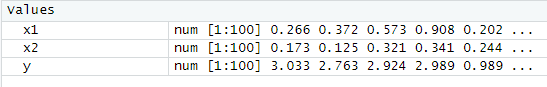 Values
x1 num [1:100] 0.266 0.372 0.573 0.908 0.202 ...
x2 num [1:100] 0.173 0.125 0.321 0.341 0.244 ...
y num [1:100] 3.033 2.763 2.924 2.989 0.989 ...